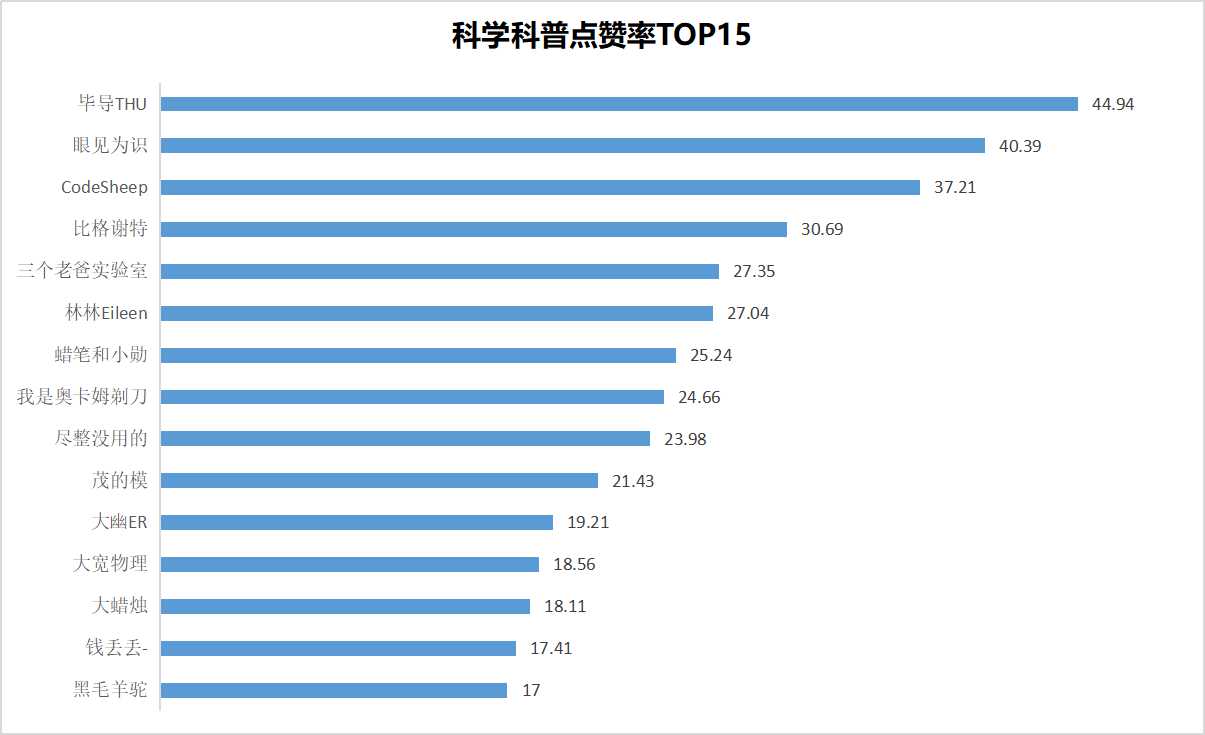 科学科普点赞率TOP15
毕导THU 44.94
眼见为识 40.39
CodeSheep 37.21
比格谢特 30.69
三个老爸实验室 27.35
林林Eileen 27.04
蜡笔和小勋 25.24
我是奥卡姆剃刀 24.66
尽整没用的 23.98
茂的模 21.43
大幽ER 19.21
大宽物理 18.56
大蜡烛 18.11
钱丢丢- 17.41
黑毛羊驼 17